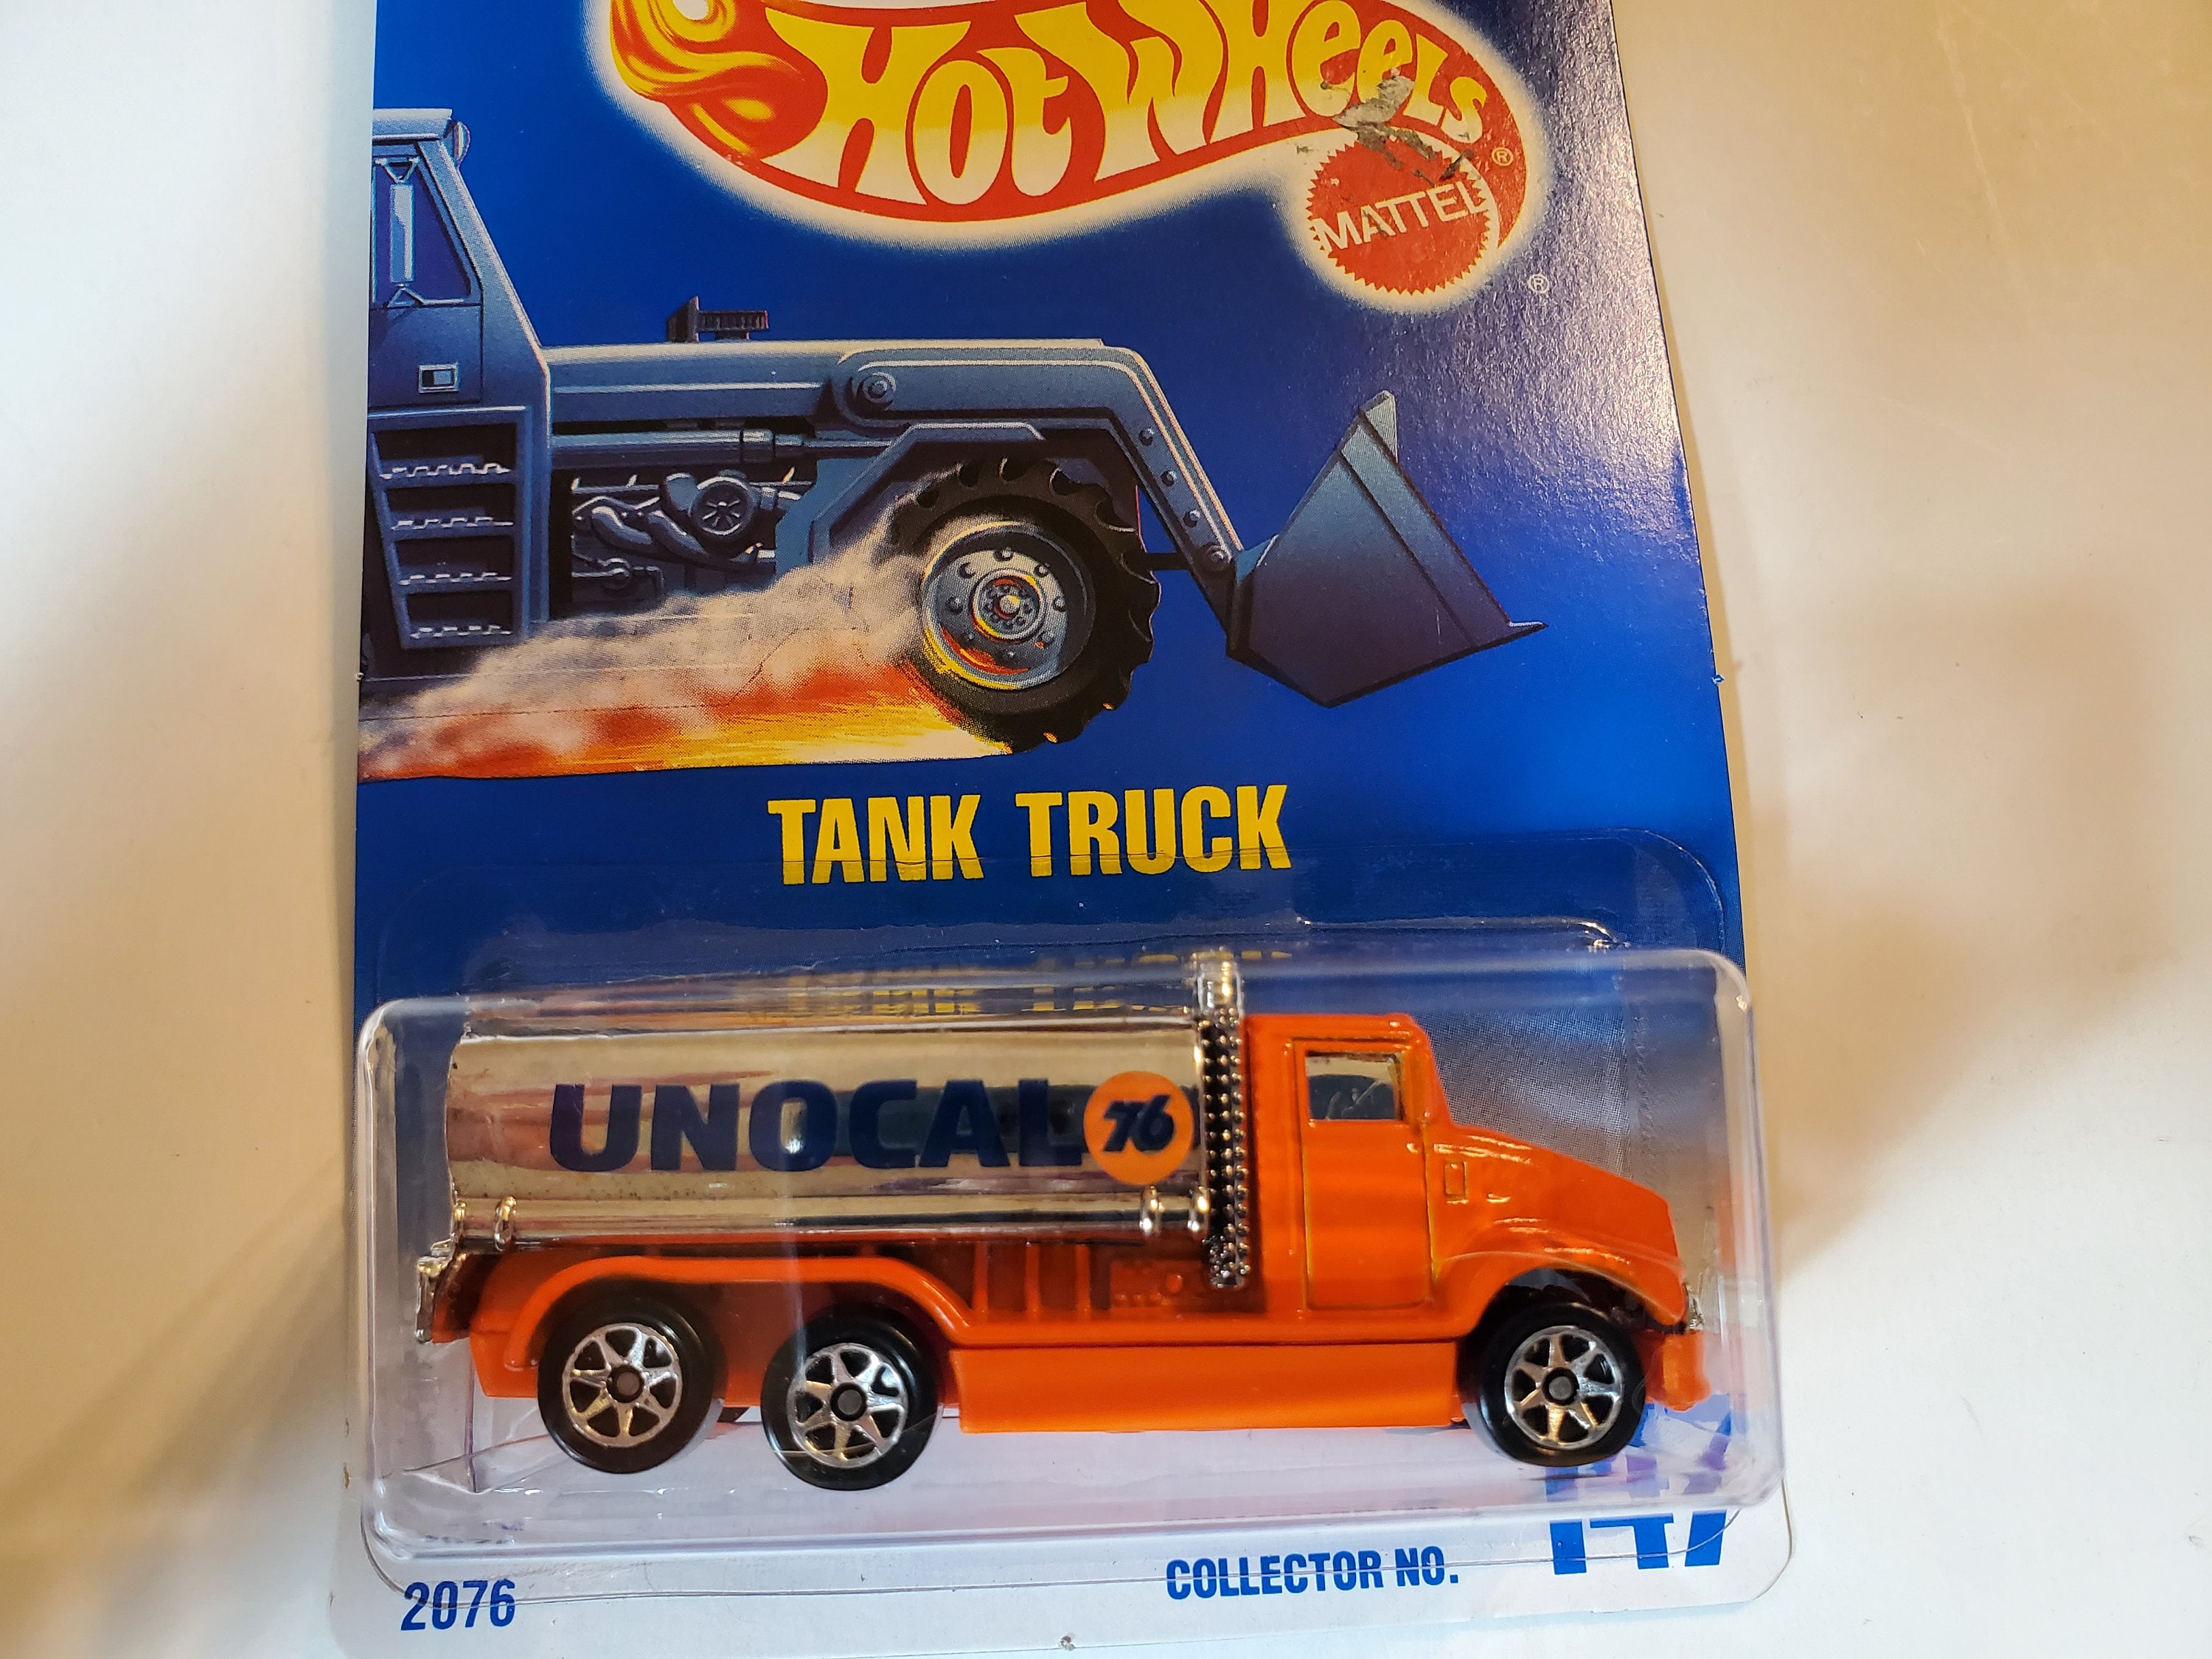 HOT WHEELS ®
MATTEL
®
TANK TRUCK
UNOCAL 76
2076
COLLECTOR NO.